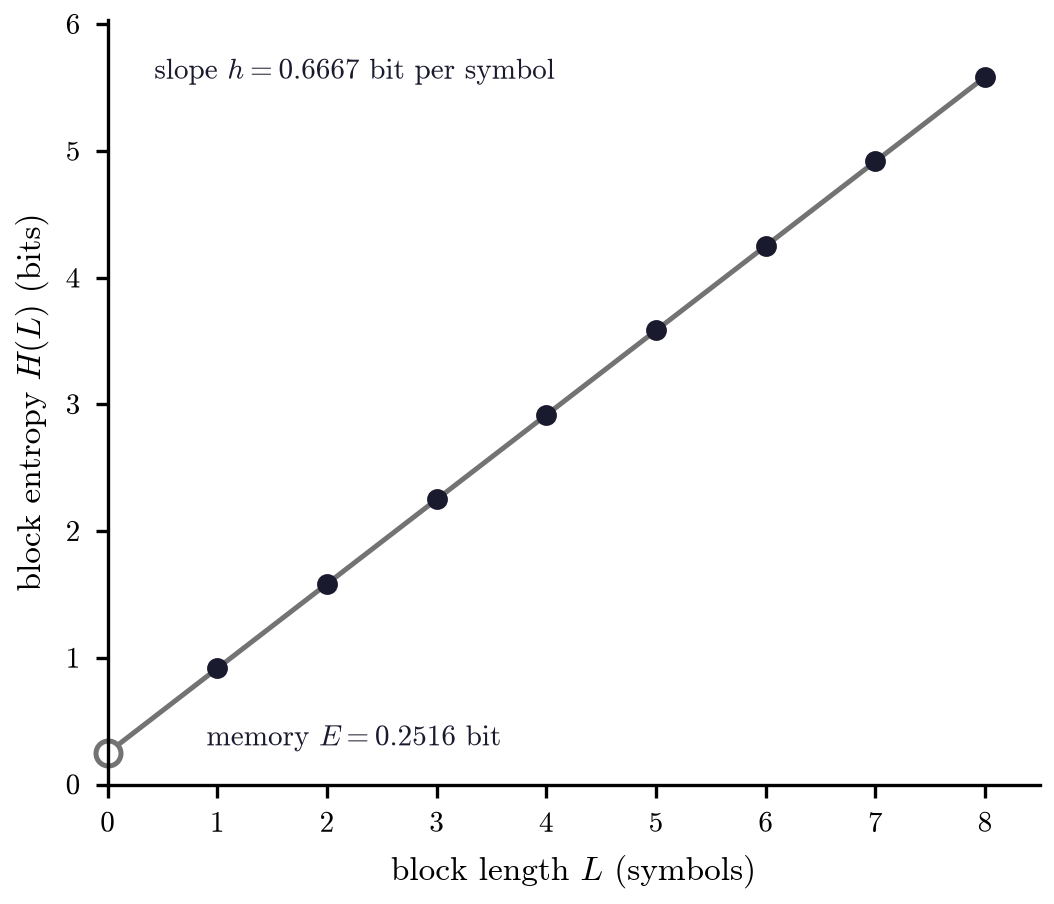 6
slope h = 0.6667 bit per symbol
5
4
3
2
1
0
block entropy H(L) (bits)
memory E = 0.2516 bit
0 1 2 3 4 5 6 7 8
block length L (symbols)